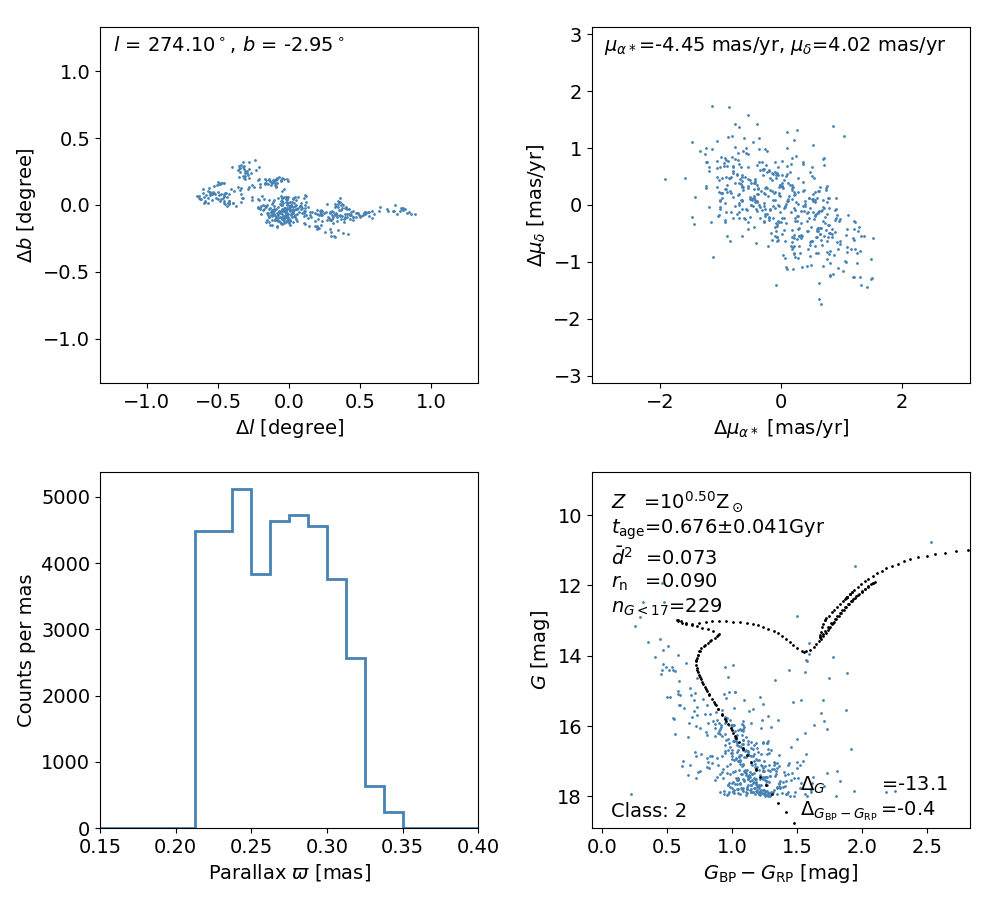 l = 274.10°, b = -2.95°
1.0
0.5
0.0
−0.5
−1.0
Δb [degree]
−1.0 −0.5 0.0 0.5 1.0
Δl [degree]
μα*=-4.45 mas/yr, μδ=4.02 mas/yr
3
2
1
0
−1
−2
−3
Δμδ [mas/yr]
−2 0 2
Δμα* [mas/yr]
5000
4000
3000
2000
1000
0
Counts per mas
0.15 0.20 0.25 0.30 0.35 0.40
Parallax ϖ [mas]
Z =10^0.50 Z⊙
t_age=0.676±0.041Gyr
d̄² =0.073
r_n =0.090
n_G<17=229
10
12
14
16
18
G [mag]
Δ_G =-13.1
Δ_G_BP−G_RP =-0.4
Class: 2
0.0 0.5 1.0 1.5 2.0 2.5
G_BP − G_RP [mag]